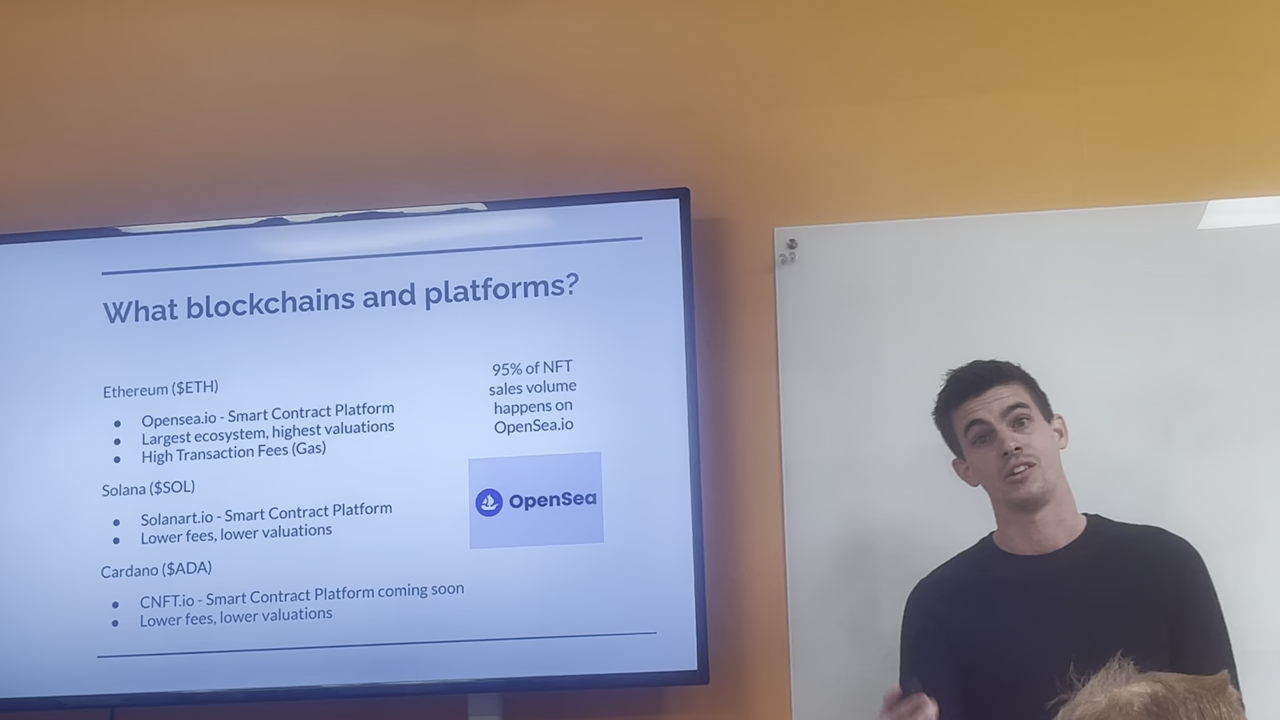 What blockchains and platforms?
Ethereum ($ETH)
● Opensea.io - Smart Contract Platform
● Largest ecosystem, highest valuations
● High Transaction Fees (Gas)
Solana ($SOL)
● Solanart.io - Smart Contract Platform
● Lower fees, lower valuations
Cardano ($ADA)
● CNFT.io - Smart Contract Platform coming soon
● Lower fees, lower valuations
95% of NFT
sales volume
happens on
OpenSea.io
OpenSea